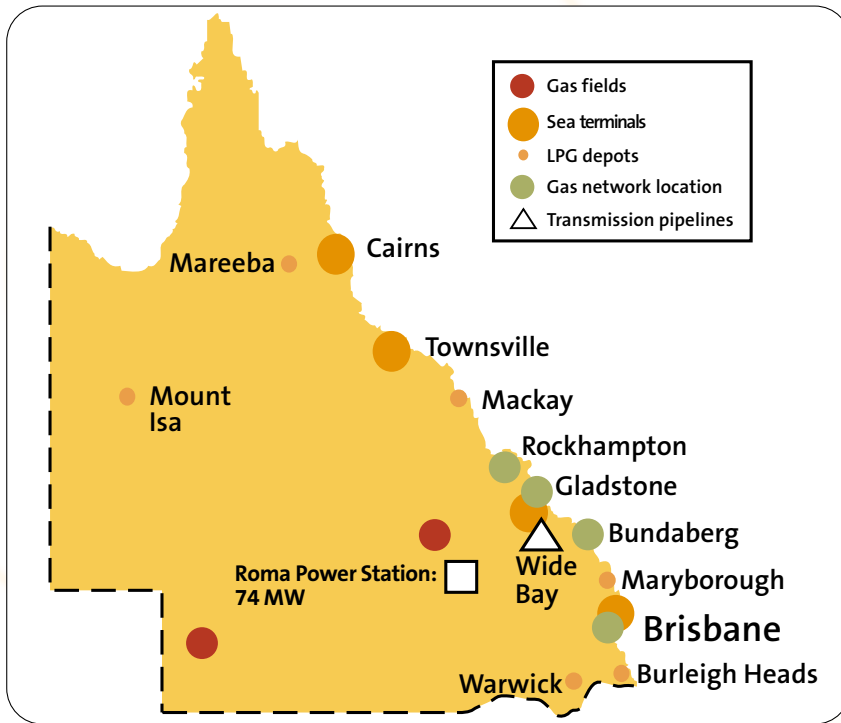 Gas fields
Sea terminals
LPG depots
Gas network location
Transmission pipelines
Cairns
Mareeba
Townsville
Mount
Isa
Mackay
Rockhampton
Gladstone
Bundaberg
Roma Power Station:
74 MW
Wide
Bay
Maryborough
Brisbane
Burleigh Heads
Warwick